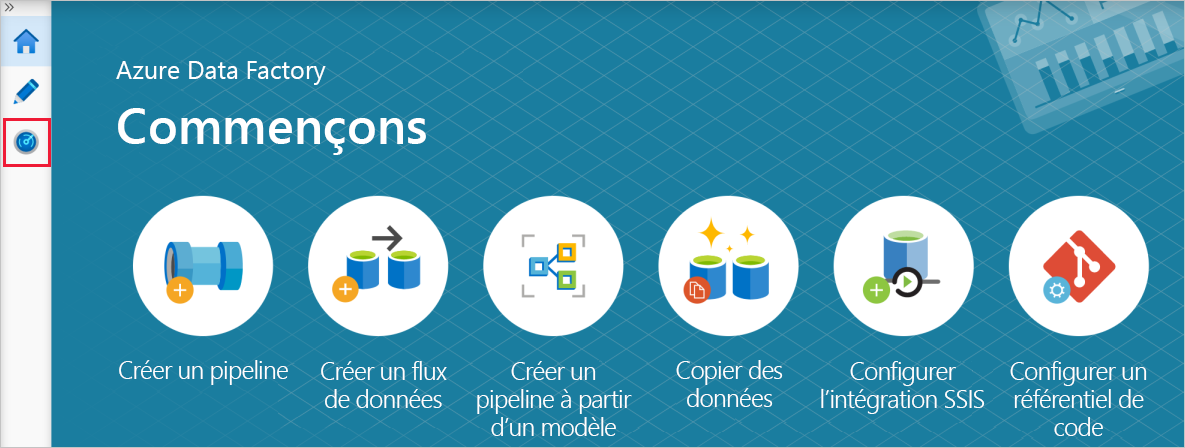 Azure Data Factory
Commençons
Créer un pipeline
Créer un flux
de données
Créer un
pipeline à partir
d'un modèle
Copier des
données
Configurer
l'intégration SSIS
Configurer un
référentiel de
code